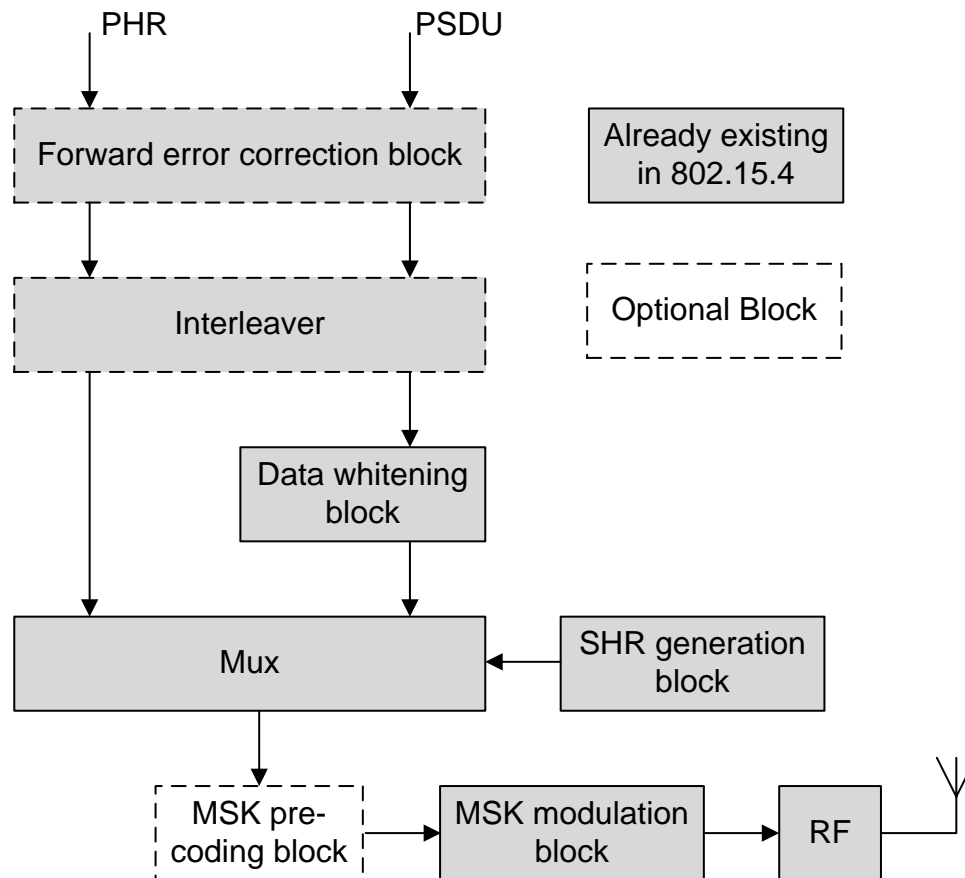 PHR
PSDU
Forward error correction block
Already existing
in 802.15.4
Interleaver
Optional Block
Data whitening
block
Mux
SHR generation
block
MSK pre-
coding block
MSK modulation
block
RF